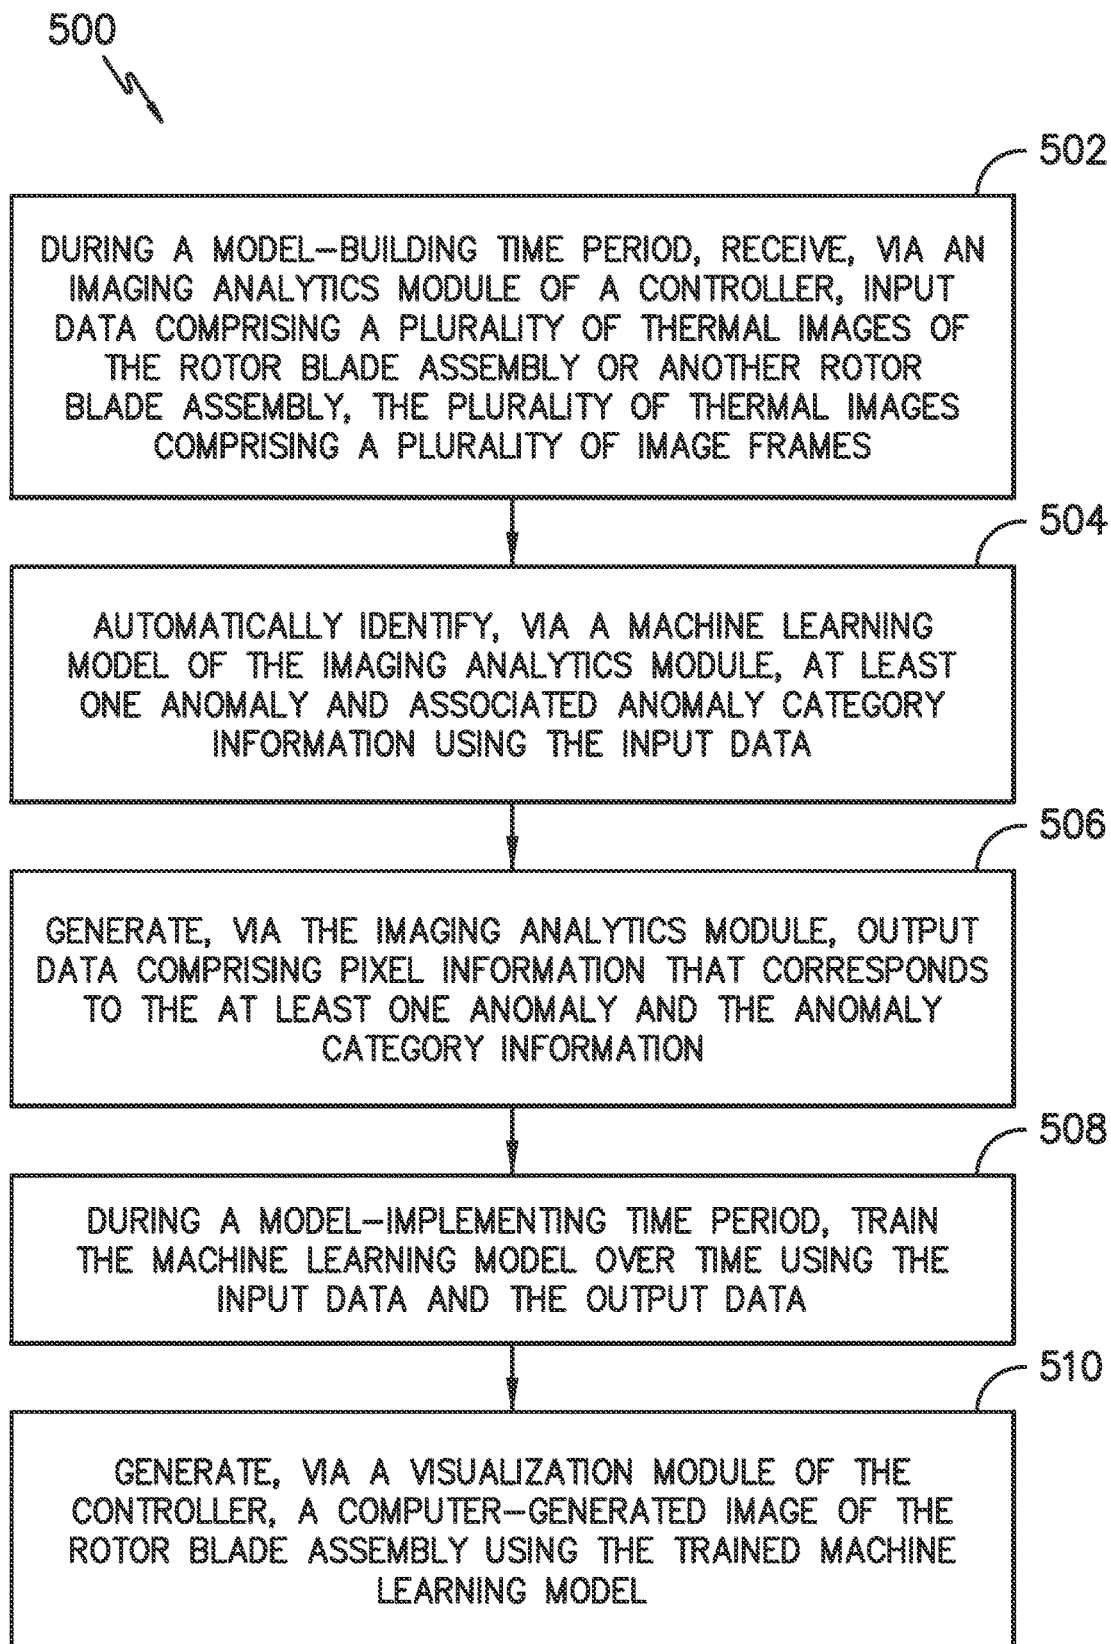 500
502
DURING A MODEL-BUILDING TIME PERIOD, RECEIVE, VIA AN
IMAGING ANALYTICS MODULE OF A CONTROLLER, INPUT
DATA COMPRISING A PLURALITY OF THERMAL IMAGES OF
THE ROTOR BLADE ASSEMBLY OR ANOTHER ROTOR
BLADE ASSEMBLY, THE PLURALITY OF THERMAL IMAGES
COMPRISING A PLURALITY OF IMAGE FRAMES
504
AUTOMATICALLY IDENTIFY, VIA A MACHINE LEARNING
MODEL OF THE IMAGING ANALYTICS MODULE, AT LEAST
ONE ANOMALY AND ASSOCIATED ANOMALY CATEGORY
INFORMATION USING THE INPUT DATA
506
GENERATE, VIA THE IMAGING ANALYTICS MODULE, OUTPUT
DATA COMPRISING PIXEL INFORMATION THAT CORRESPONDS
TO THE AT LEAST ONE ANOMALY AND THE ANOMALY
CATEGORY INFORMATION
508
DURING A MODEL-IMPLEMENTING TIME PERIOD, TRAIN
THE MACHINE LEARNING MODEL OVER TIME USING THE
INPUT DATA AND THE OUTPUT DATA
510
GENERATE, VIA A VISUALIZATION MODULE OF THE
CONTROLLER, A COMPUTER-GENERATED IMAGE OF THE
ROTOR BLADE ASSEMBLY USING THE TRAINED MACHINE
LEARNING MODEL